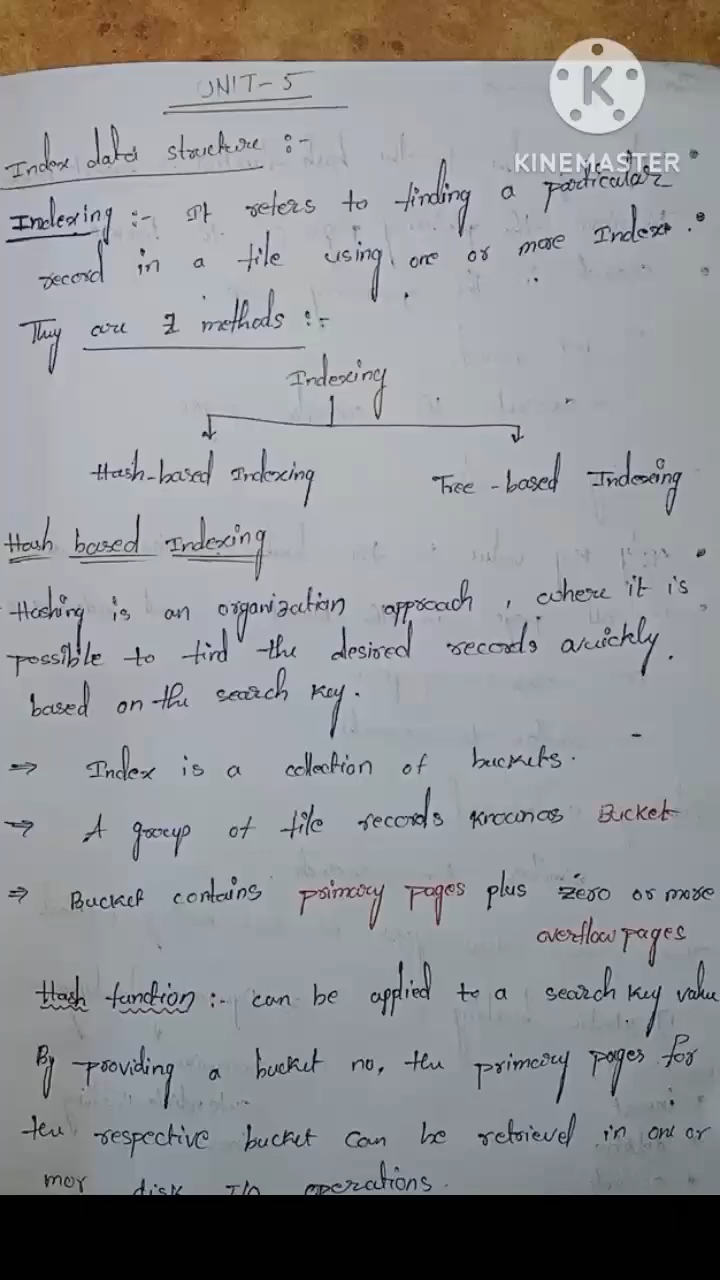 UNIT-5
K
KINEMASTER
Index data structure :-
Indexing :- It refers to finding a particular
record in a file using one or more Index.
They are 2 methods :-
Indexing
Hash-based Indexing Tree-based Indexing
Hash based Indexing
Hashing is an organization approach, where it is
possible to find the desired records quickly.
based on the search key.
⇒ Index is a collection of buckets.
⇒ A group of file records knownas Bucket
⇒ Bucket contains primary pages plus zero or more
overflow pages
Hash function :- can be applied to a search key value
By providing a bucket no, the primary pages for
the respective bucket can be retrievel in one or
mor disk I/O operations.